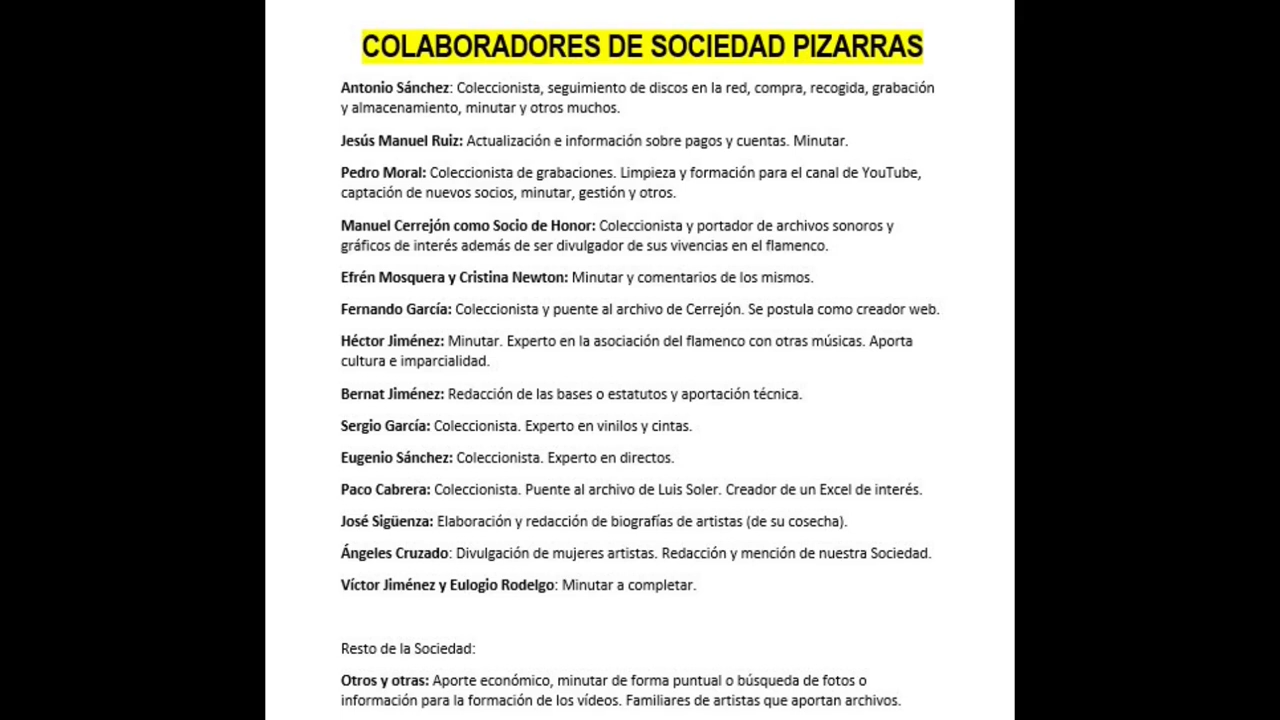 COLABORADORES DE SOCIEDAD PIZARRAS
Antonio Sánchez: Coleccionista, seguimiento de discos en la red, compra, recogida, grabación
y almacenamiento, minutar y otros muchos.
Jesús Manuel Ruiz: Actualización e información sobre pagos y cuentas. Minutar.
Pedro Moral: Coleccionista de grabaciones. Limpieza y formación para el canal de YouTube,
captación de nuevos socios, minutar, gestión y otros.
Manuel Cerrejón como Socio de Honor: Coleccionista y portador de archivos sonoros y
gráficos de interés además de ser divulgador de sus vivencias en el flamenco.
Efrén Mosquera y Cristina Newton: Minutar y comentarios de los mismos.
Fernando García: Coleccionista y puente al archivo de Cerrejón. Se postula como creador web.
Héctor Jiménez: Minutar. Experto en la asociación del flamenco con otras músicas. Aporta
cultura e imparcialidad.
Bernat Jiménez: Redacción de las bases o estatutos y aportación técnica.
Sergio García: Coleccionista. Experto en vinilos y cintas.
Eugenio Sánchez: Coleccionista. Experto en directos.
Paco Cabrera: Coleccionista. Puente al archivo de Luis Soler. Creador de un Excel de interés.
José Sigüenza: Elaboración y redacción de biografías de artistas (de su cosecha).
Ángeles Cruzado: Divulgación de mujeres artistas. Redacción y mención de nuestra Sociedad.
Víctor Jiménez y Eulogio Rodelgo: Minutar a completar.
Resto de la Sociedad:
Otros y otras: Aporte económico, minutar de forma puntual o búsqueda de fotos o
información para la formación de los vídeos. Familiares de artistas que aportan archivos.